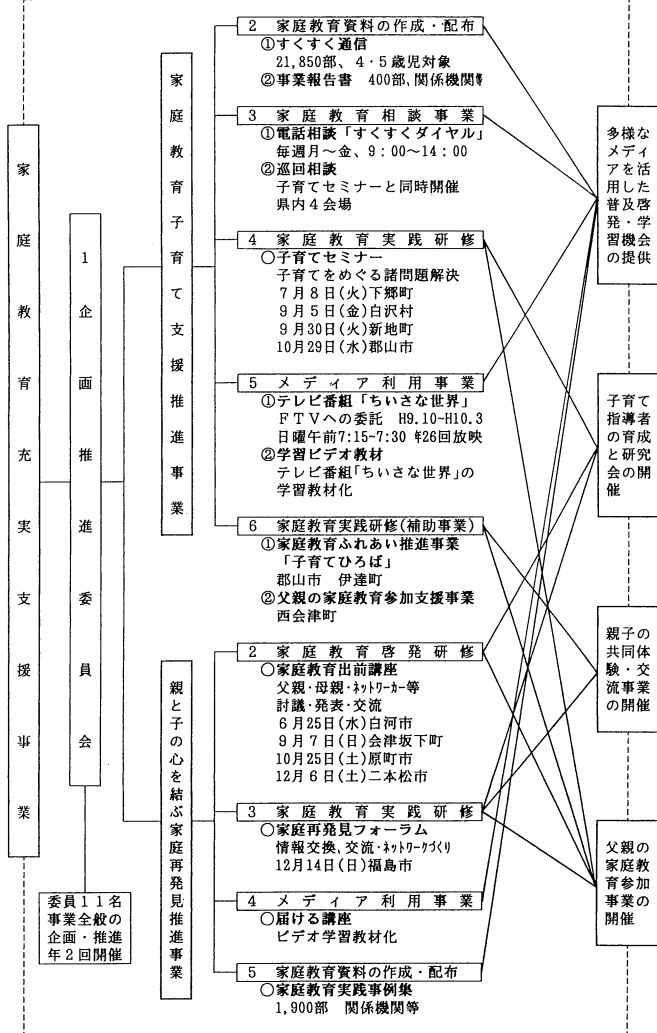 家庭教育充実支援事業
1企画推進委員会
委員11名
事業全般の
企画・推進
年2回開催
家庭教育子育て支援推進事業
2 家庭教育資料の作成・配布
①すくすく通信
21,850部、4・5歳児対象
②事業報告書 400部、関係機関等
3 家庭教育相談事業
①電話相談「すくすくダイヤル」
毎週月～金、9:00～14:00
②巡回相談
子育てセミナーと同時開催
県内4会場
4 家庭教育実践研修
○子育てセミナー
子育てをめぐる諸問題解決
7月8日(火)下郷町
9月5日(金)白沢村
9月30日(火)新地町
10月29日(水)郡山市
5 メディア利用事業
①テレビ番組「ちいさな世界」
FTVへの委託 H9.10~H10.3
日曜午前7:15~7:30 年26回放映
②学習ビデオ教材
テレビ番組「ちいさな世界」の
学習教材化
6 家庭教育実践研修(補助事業)
①家庭教育ふれあい推進事業
「子育てひろば」
郡山市 伊達町
②父親の家庭教育参加支援事業
西会津町
親と子の心を結ぶ家庭再発見推進事業
2 家庭教育啓発研修
○家庭教育出前講座
父親・母親・ネットワーカー等
討議・発表・交流
6月25日(水)白河市
9月7日(日)会津坂下町
10月25日(土)原町市
12月6日(土)二本松市
3 家庭教育実践研修
○家庭再発見フォーラム
情報交換、交流・ネットワークづくり
12月14日(日)福島市
4 メディア利用事業
○届ける講座
ビデオ学習教材化
5 家庭教育資料の作成・配布
○家庭教育実践事例集
1,900部 関係機関等
多様な
メディ
アを活
用した
普及啓
発・学
習機会
の提供
子育て
指導者
の育成
と研究
会の開
催
親子の
共同体
験・交
流事業
の開催
父親の
家庭教
育参加
事業の
開催